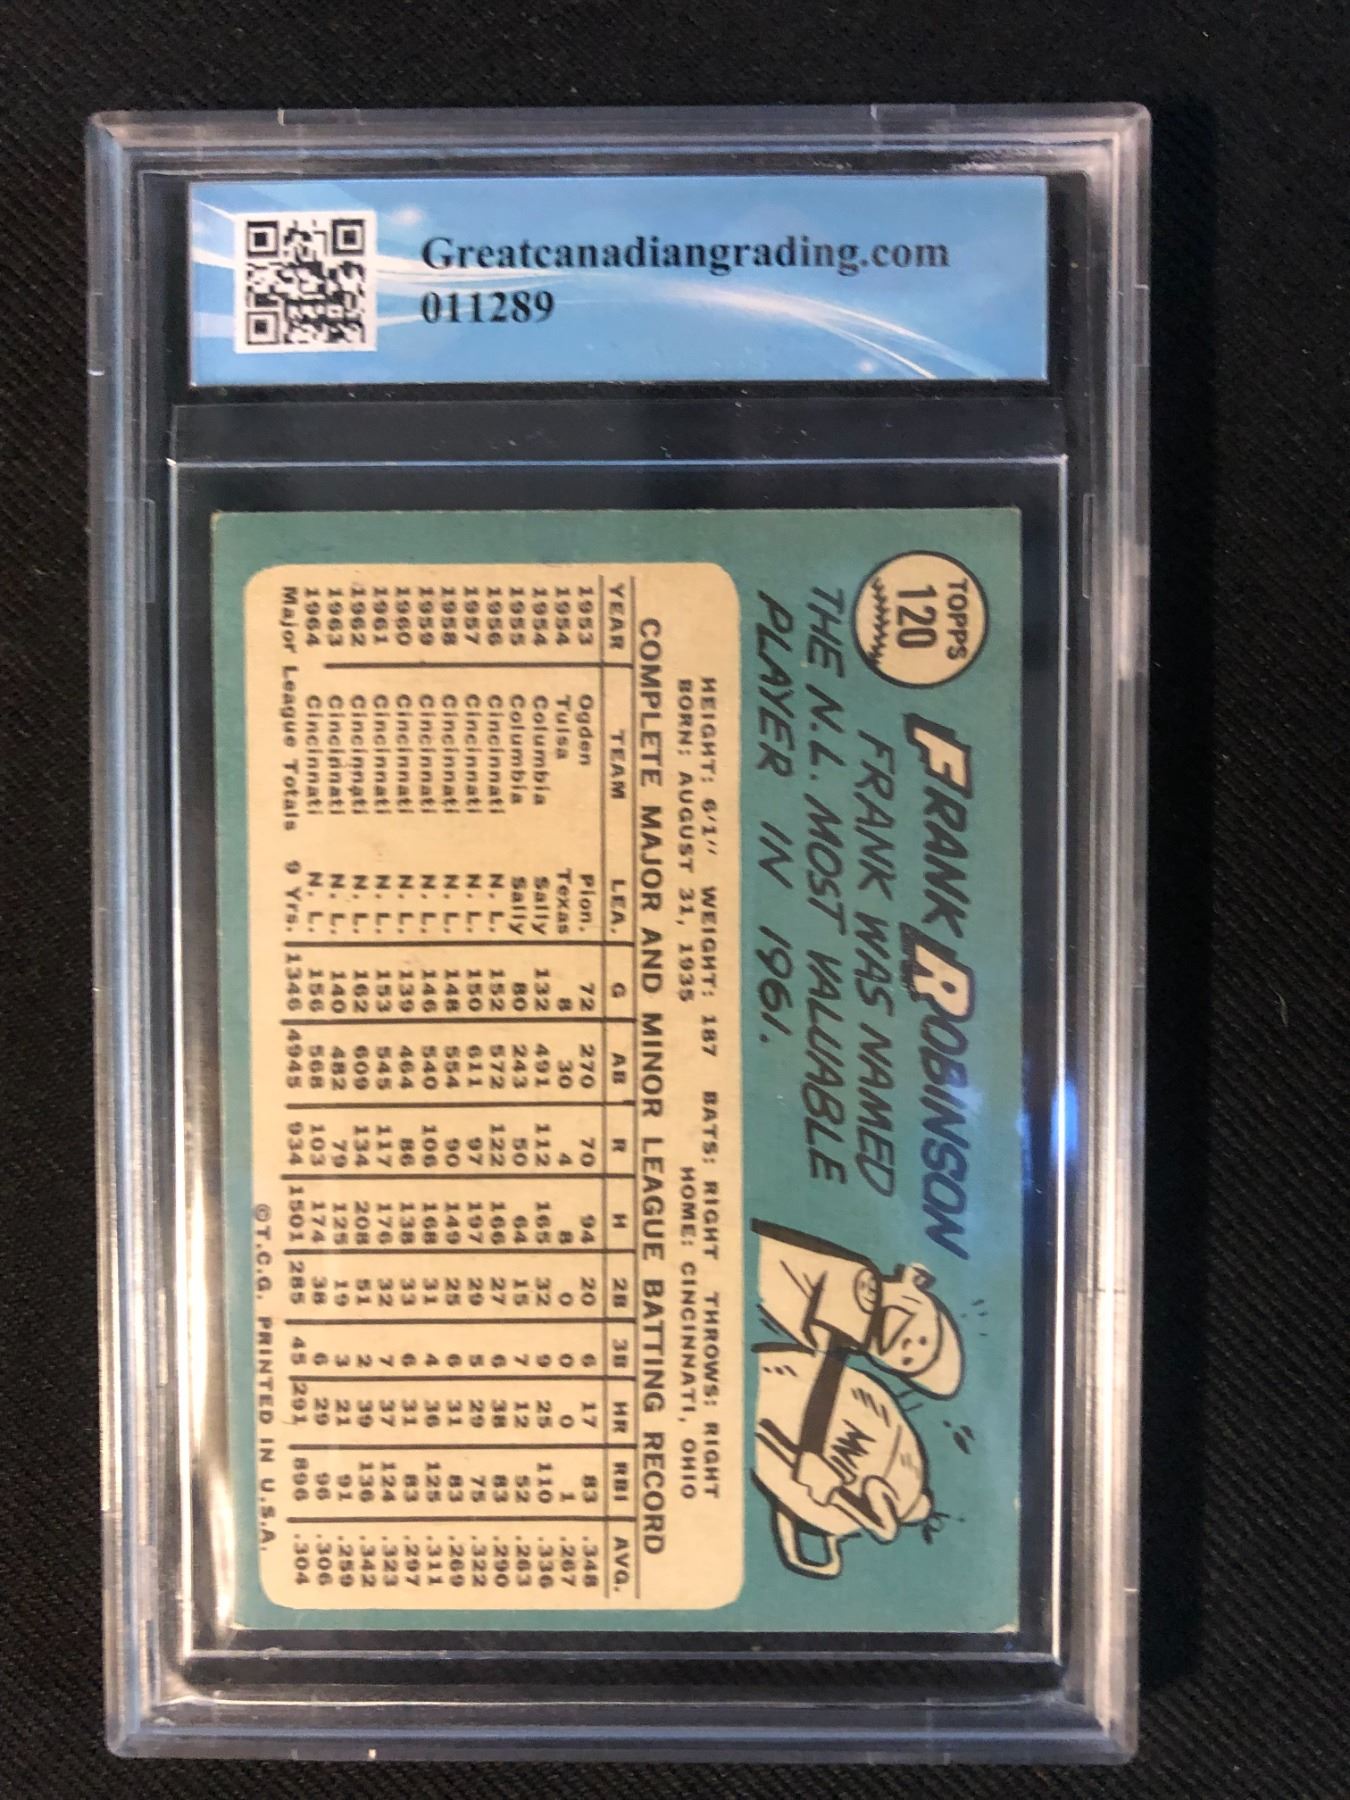 Greatcanadiangrading.com
011289
TOPPS
120
FRANK ROBINSON
FRANK WAS NAMED
THE N.L. MOST VALUABLE
PLAYER IN 1961.
MVP
HEIGHT: 6'1" WEIGHT: 187 BATS: RIGHT THROWS: RIGHT
BORN: AUGUST 31, 1935 HOME: CINCINNATI, OHIO
COMPLETE MAJOR AND MINOR LEAGUE BATTING RECORD
YEAR TEAM LEA. G AB R H 2B 3B HR RBI AVG.
1953 Ogden Pion. 72 270 70 94 20 6 17 83 .348
1954 Tulsa Texas 8 30 4 8 0 0 0 1 .267
1954 Columbia Sally 132 491 112 165 32 9 25 110 .336
1955 Columbia Sally 80 243 50 64 15 7 12 52 .263
1956 Cincinnati N. L. 152 572 122 166 27 6 38 83 .290
1957 Cincinnati N. L. 150 611 97 197 29 5 29 75 .322
1958 Cincinnati N. L. 148 554 90 149 25 6 31 83 .269
1959 Cincinnati N. L. 146 540 106 168 31 4 36 125 .311
1960 Cincinnati N. L. 139 464 86 138 33 6 31 83 .297
1961 Cincinnati N. L. 153 545 117 176 32 7 37 124 .323
1962 Cincinnati N. L. 162 609 134 208 51 2 39 136 .342
1963 Cincinnati N. L. 140 482 79 125 19 3 21 91 .259
1964 Cincinnati N. L. 156 568 103 174 38 6 29 96 .306
Major League Totals 9 Yrs. 1346 4945 934 1501 285 45 291 896 .304
©T.C.G. PRINTED IN U.S.A.